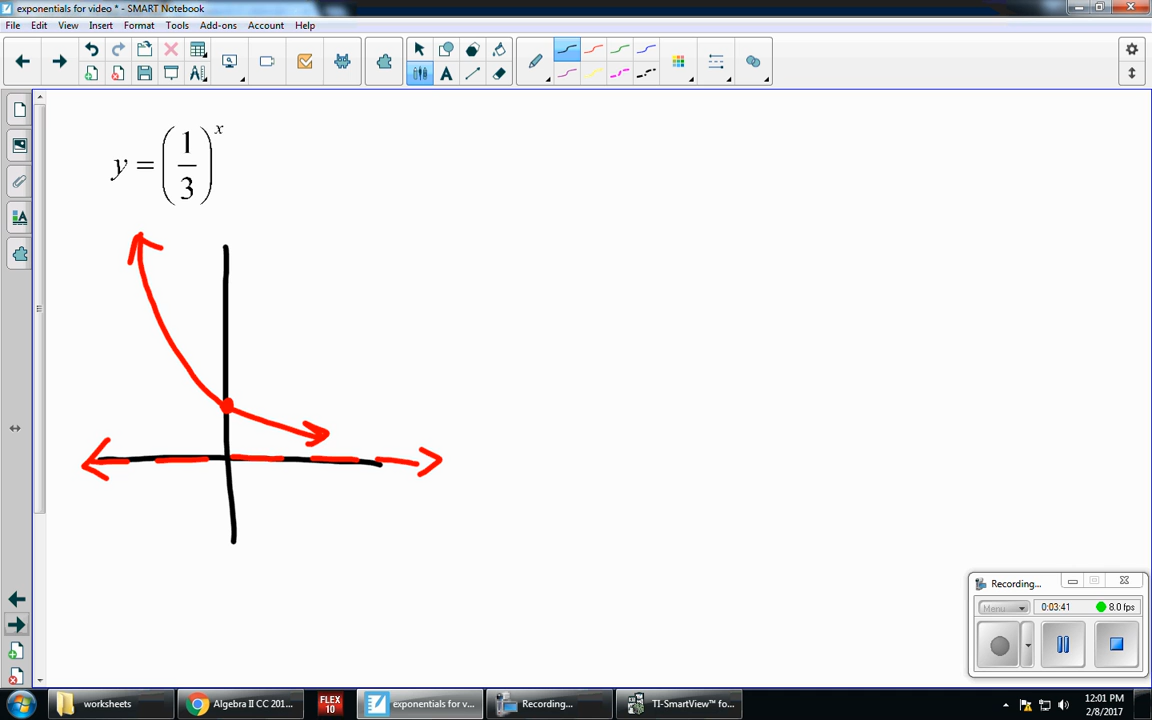 exponentials for video * - SMART Notebook
File Edit View Insert Format Tools Add-ons Account Help
y = (1/3)^x
Recording...
Menu 0:03:41 8.0 fps
worksheets
Algebra II CC 201...
FLEX 10
exponentials for v...
Recording...
TI-SmartView™ fo...
12:01 PM
2/8/2017